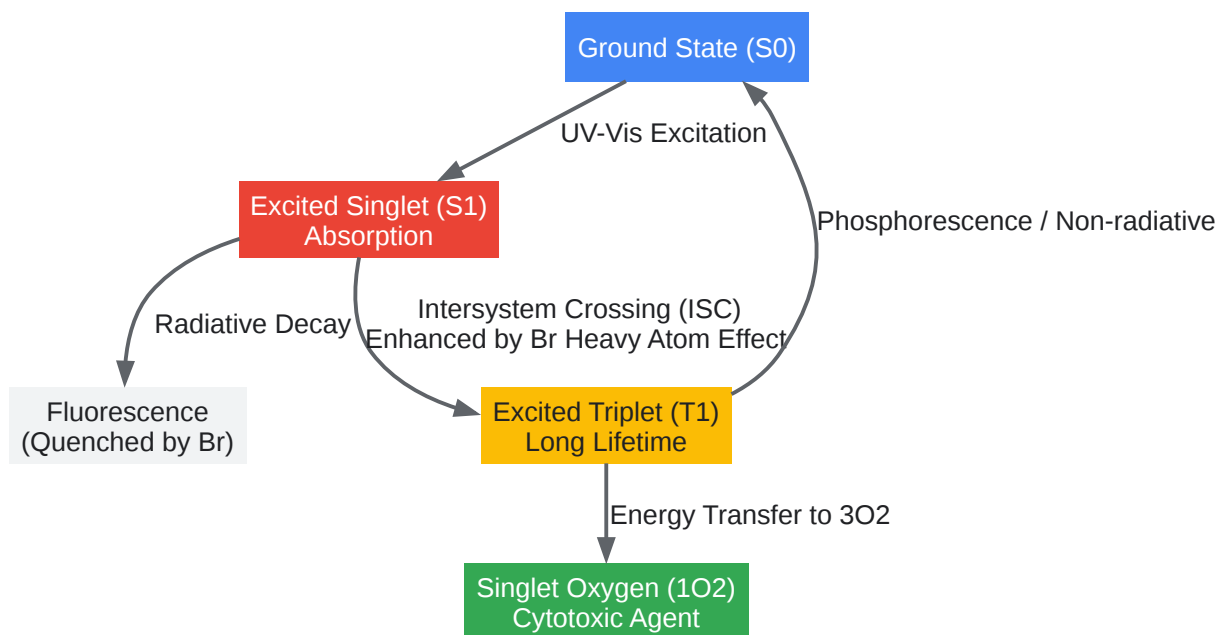 Ground State (S0)
UV-Vis Excitation
Excited Singlet (S1)
Absorption
Phosphorescence / Non-radiative
Radiative Decay
Intersystem Crossing (ISC)
Enhanced by Br Heavy Atom Effect
Fluorescence
(Quenched by Br)
Excited Triplet (T1)
Long Lifetime
Energy Transfer to 3O2
Singlet Oxygen (1O2)
Cytotoxic Agent